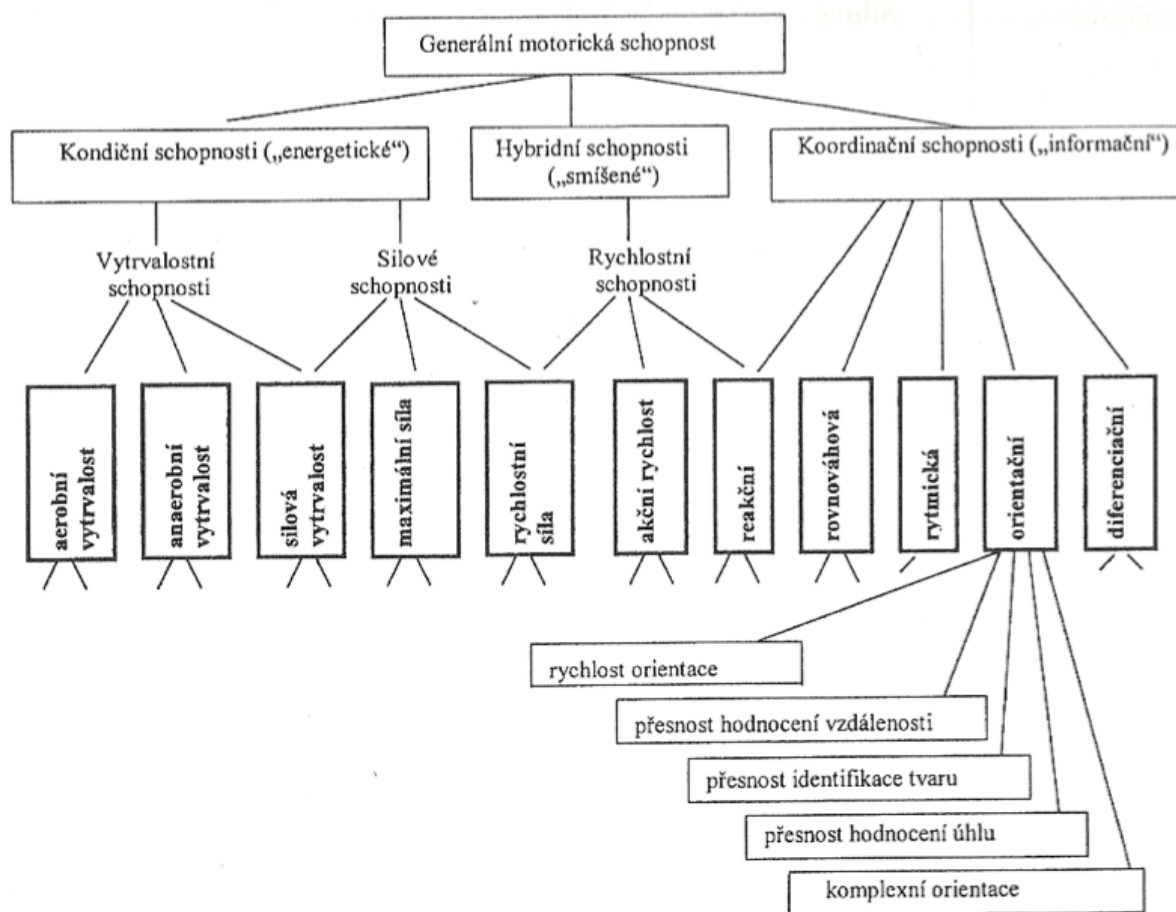 Silové
Generální motorická schopnost
Kondiční schopnosti („energetické“)
Hybridní schopnosti
(„smíšené“)
Koordinační schopnosti („informační“)
Vytrvalostní
schopnosti
Silové
schopnosti
Rychlostní
schopnosti
aerobní
vytrvalost
anaerobní
vytrvalost
silová
vytrvalost
maximální síla
rychlostní
síla
akční rychlost
reakční
rovnováhová
rytmická
orientační
diferenciační
rychlost orientace
přesnost hodnocení vzdálenosti
přesnost identifikace tvaru
přesnost hodnocení úhlu
komplexní orientace